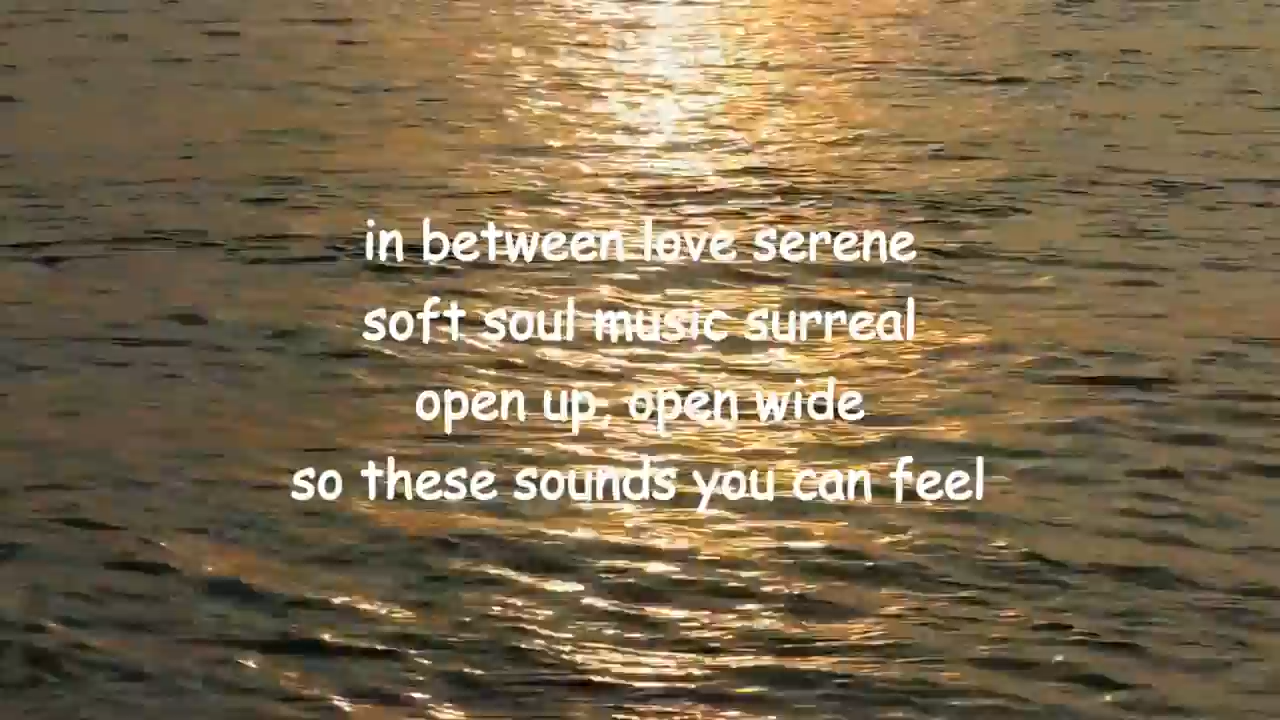 in between love serene
soft soul music surreal
open up, open wide
so these sounds you can feel